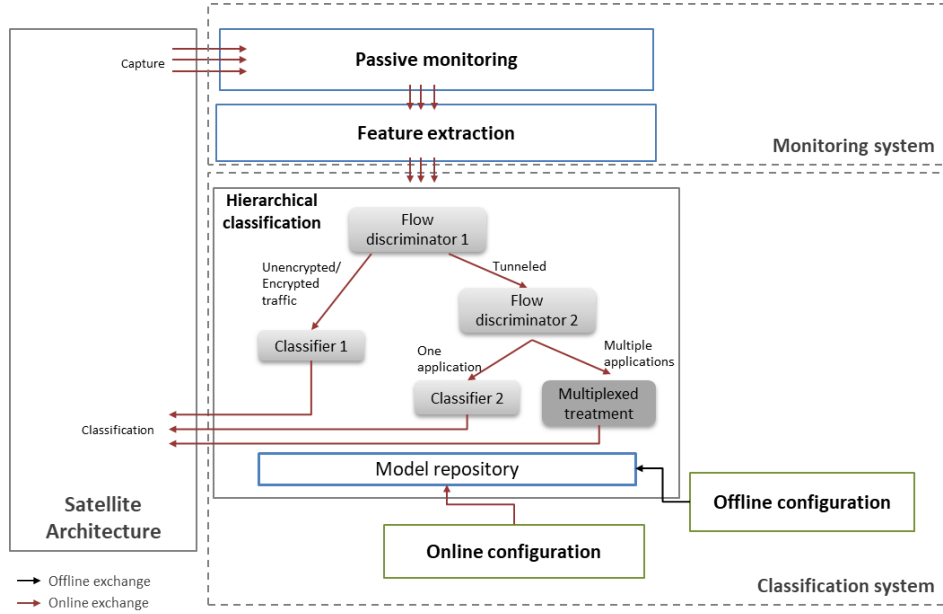 Capture
Passive monitoring
Feature extraction
Monitoring system
Hierarchical
classification
Flow
discriminator 1
Unencrypted/
Encrypted
traffic
Tunneled
Flow
discriminator 2
Classifier 1
One
application
Multiple
applications
Classifier 2
Multiplexed
treatment
Classification
Model repository
Satellite
Architecture
Offline configuration
Online configuration
Offline exchange
Online exchange
Classification system